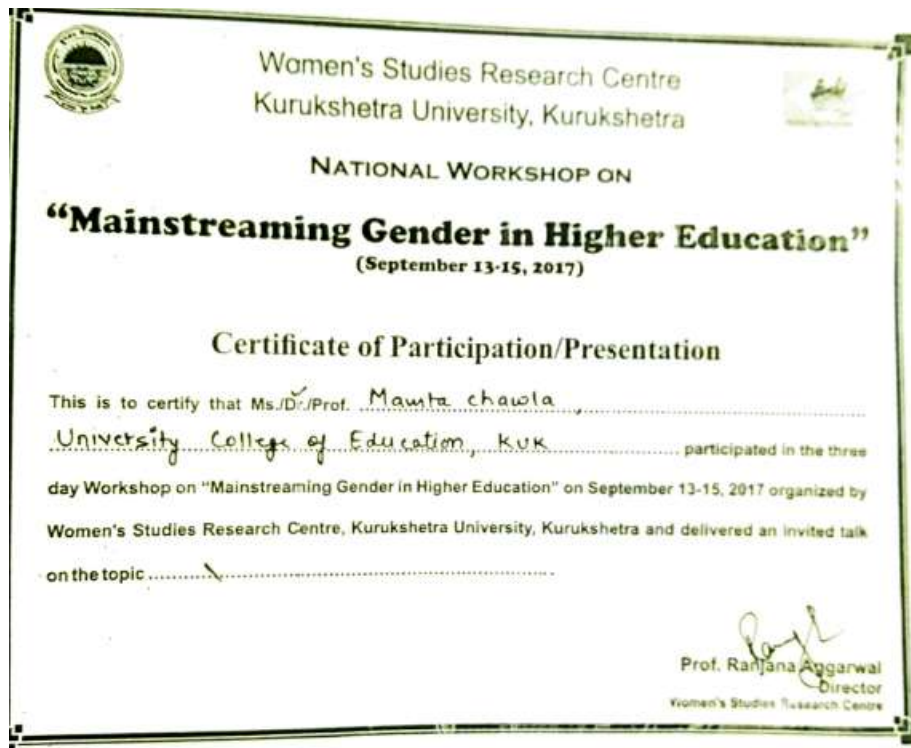 Women's Studies Research Centre
Kurukshetra University, Kurukshetra
NATIONAL WORKSHOP ON
“Mainstreaming Gender in Higher Education”
(September 13-15, 2017)
Certificate of Participation/Presentation
This is to certify that Ms./Dr./Prof. Mamta chawla,
University College of Education, KUK participated in the three
day Workshop on "Mainstreaming Gender in Higher Education" on September 13-15, 2017 organized by
Women's Studies Research Centre, Kurukshetra University, Kurukshetra and delivered an invited talk
on the topic
Prof. Ranjana Aggarwal
Director
Women's Studies Research Centre